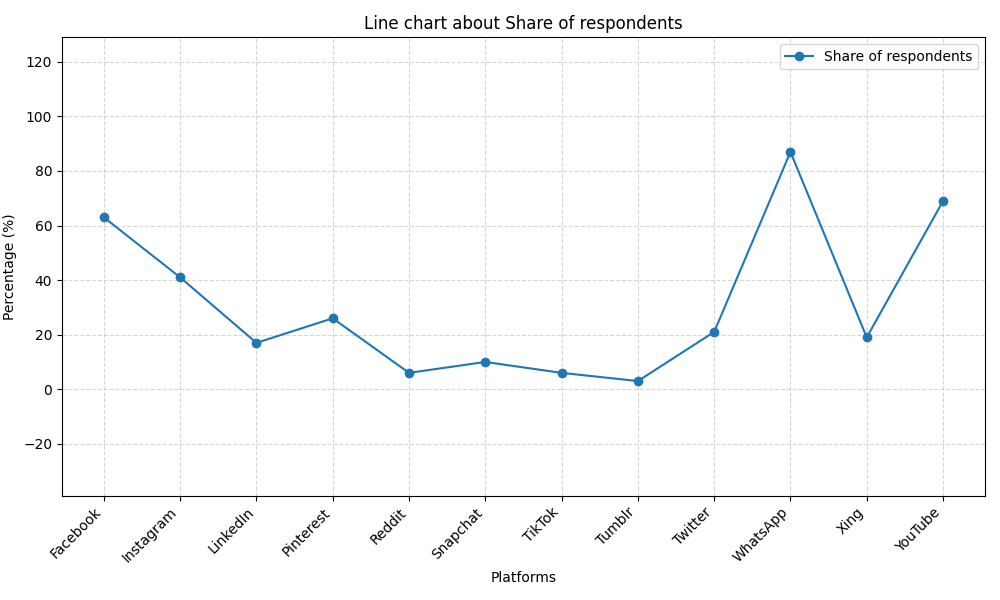 Line chart about Share of respondents
Share of respondents
Percentage (%)
120
100
80
60
40
20
0
−20
Facebook
Instagram
LinkedIn
Pinterest
Reddit
Snapchat
TikTok
Tumblr
Twitter
WhatsApp
Xing
YouTube
Platforms